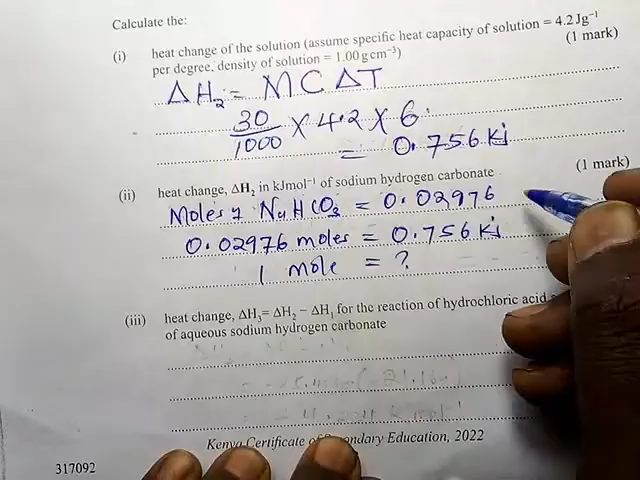 Calculate the:
(i) heat change of the solution (assume specific heat capacity of solution = 4.2 Jg⁻¹
per degree, density of solution = 1.00 g cm⁻³) (1 mark)
ΔH₂ = MCΔT
30/1000 × 4.2 × 6
= 0.756 Kj
(ii) heat change, ΔH₂ in kJmol⁻¹ of sodium hydrogen carbonate (1 mark)
Moles of NaHCO₃ = 0.02976
0.02976 moles = 0.756 Kj
1 mole = ?
(iii) heat change, ΔH₃= ΔH₂ − ΔH₁ for the reaction of hydrochloric acid
of aqueous sodium hydrogen carbonate
Kenya Certificate of Secondary Education, 2022
317092